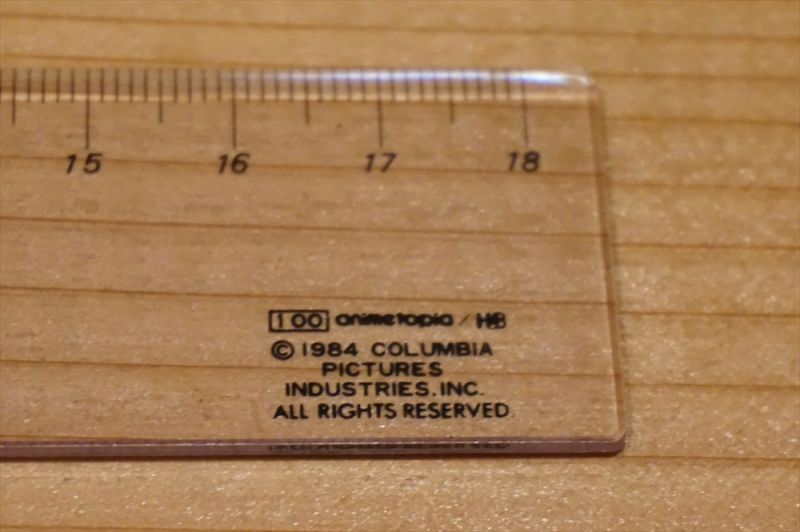 15 16 17 18
100 animetopia / HB
© 1984 COLUMBIA
PICTURES
INDUSTRIES, INC.
ALL RIGHTS RESERVED